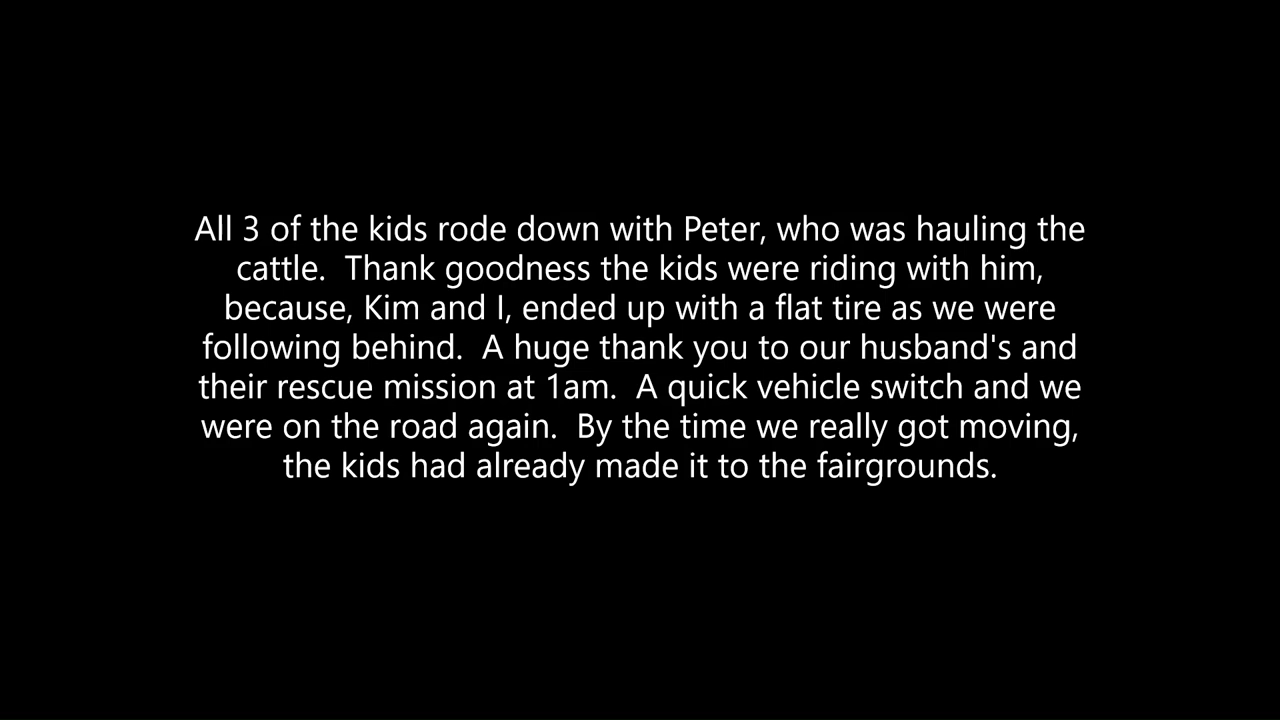 All 3 of the kids rode down with Peter, who was hauling the
cattle.  Thank goodness the kids were riding with him,
because, Kim and I, ended up with a flat tire as we were
following behind.  A huge thank you to our husband's and
their rescue mission at 1am.  A quick vehicle switch and we
were on the road again.  By the time we really got moving,
the kids had already made it to the fairgrounds.